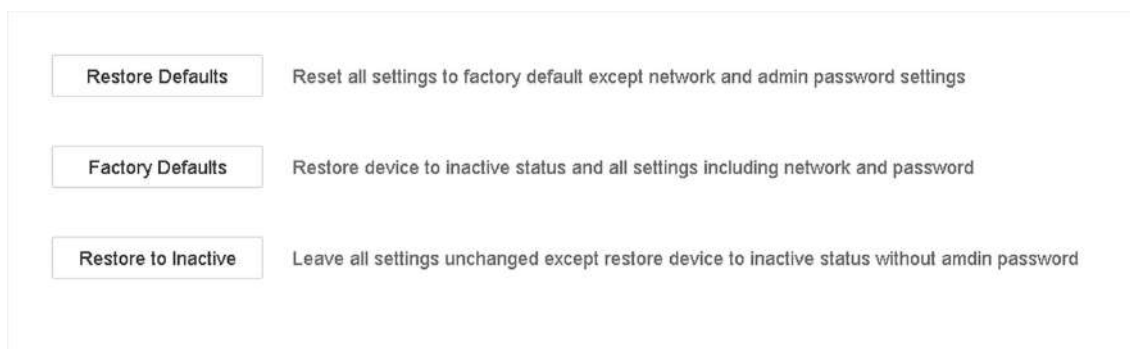 Restore Defaults Reset all settings to factory default except network and admin password settings
Factory Defaults Restore device to inactive status and all settings including network and password
Restore to Inactive Leave all settings unchanged except restore device to inactive status without amdin password